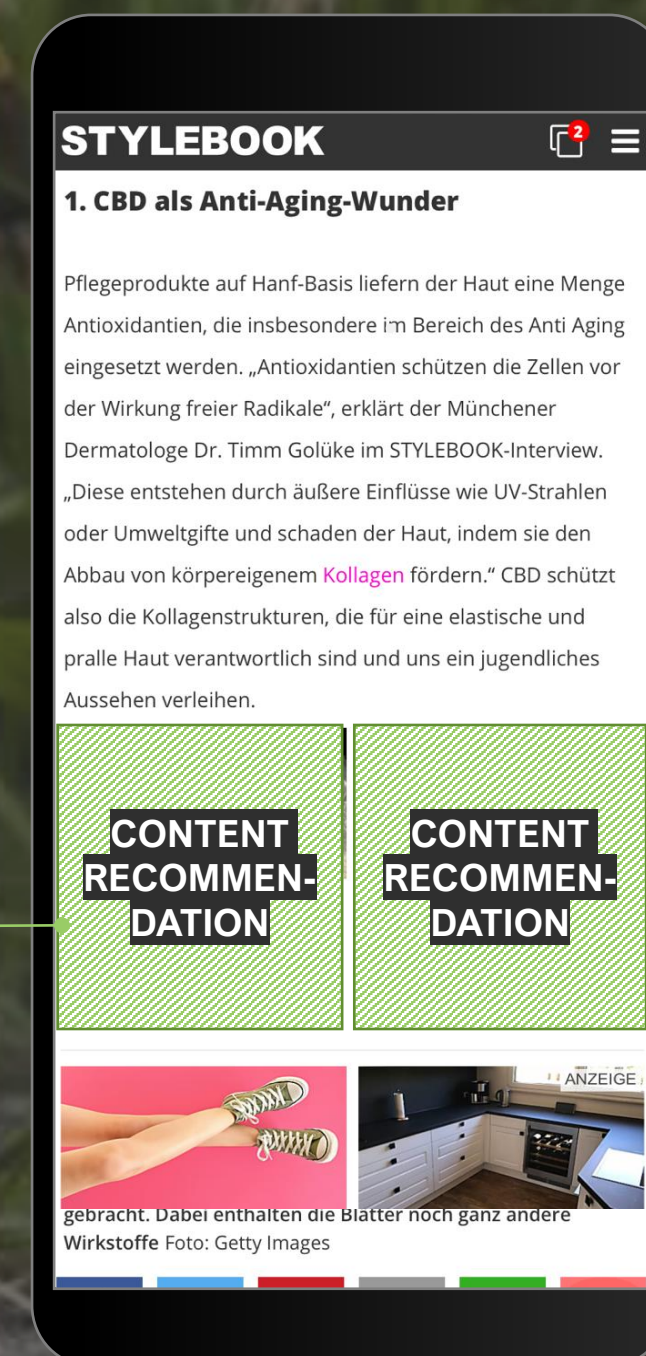 STYLEBOOK
2
1. CBD als Anti-Aging-Wunder
Pflegeprodukte auf Hanf-Basis liefern der Haut eine Menge
Antioxidantien, die insbesondere im Bereich des Anti Aging
eingesetzt werden. „Antioxidantien schützen die Zellen vor
der Wirkung freier Radikale“, erklärt der Münchener
Dermatologe Dr. Timm Golüke im STYLEBOOK-Interview.
„Diese entstehen durch äußere Einflüsse wie UV-Strahlen
oder Umweltgifte und schaden der Haut, indem sie den
Abbau von körpereigenem Kollagen fördern.“ CBD schützt
also die Kollagenstrukturen, die für eine elastische und
pralle Haut verantwortlich sind und uns ein jugendliches
Aussehen verleihen.
CONTENT
RECOMMEN-
DATION
CONTENT
RECOMMEN-
DATION
ANZEIGE
gebracht. Dabei enthalten die Blätter noch ganz andere
Wirkstoffe Foto: Getty Images